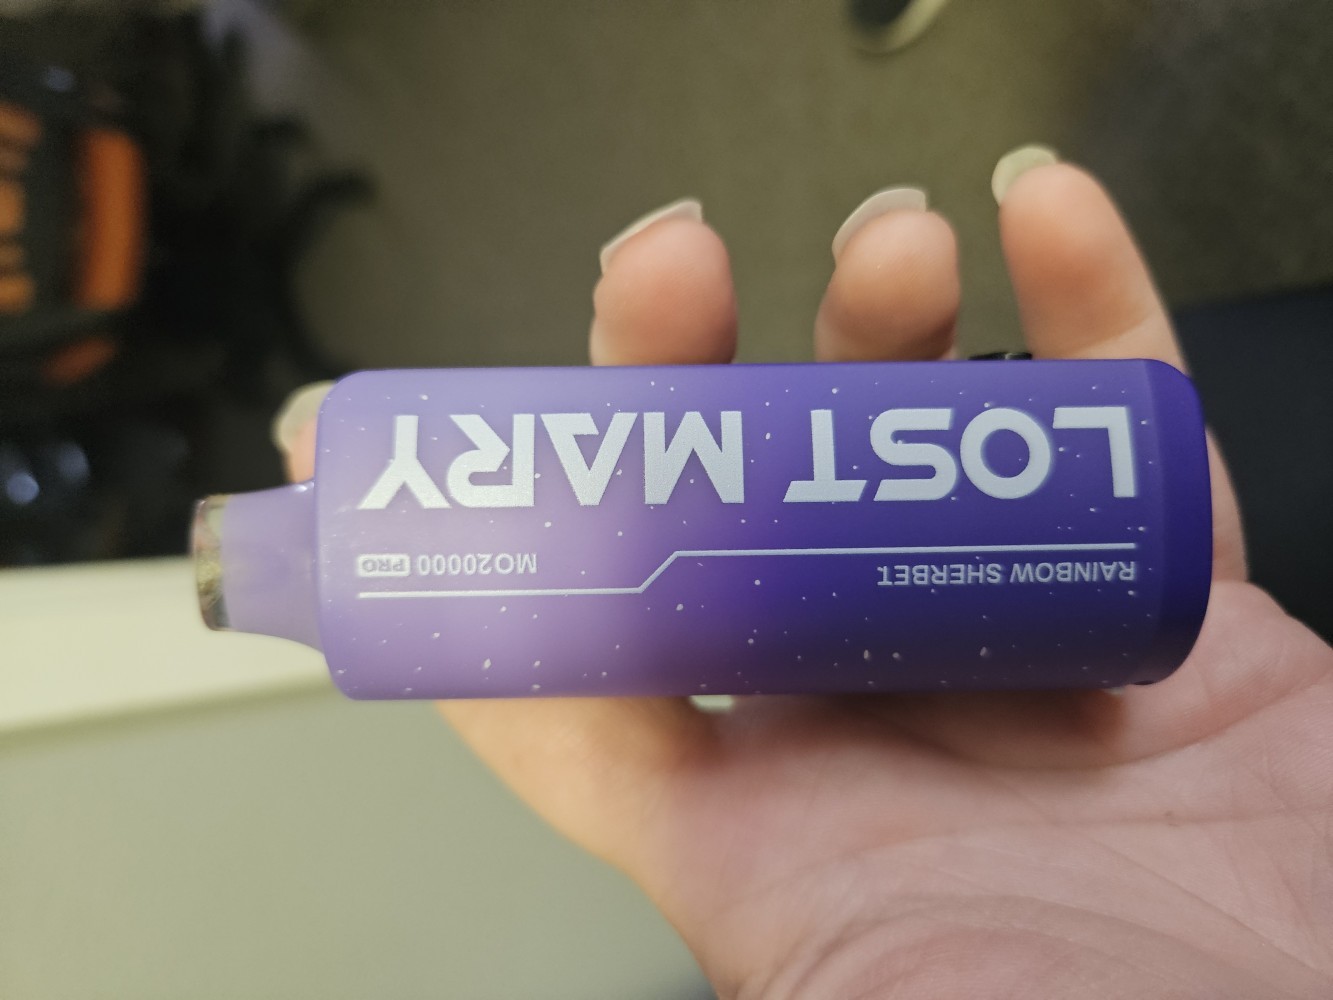 LOST MARY
RAINBOW SHERBET
MO20000 PRO